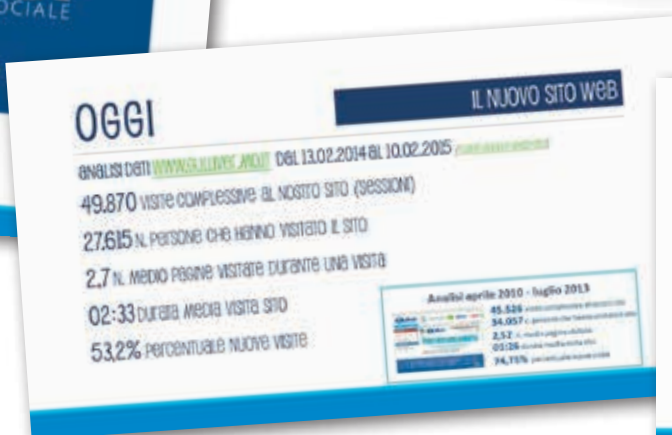 OCIALE
OGGI
IL NUOVO SITO WEB
ANALISI DATI WWW.GULLIVER.MO.IT DAL 13.02.2014 AL 10.02.2015
49.870 VISITE COMPLESSIVE AL NOSTRO SITO (SESSIONI)
27.615 N. PERSONE CHE HANNO VISITATO IL SITO
2,7 N. MEDIO PAGINE VISITATE DURANTE UNA VISITA
02:33 DURATA MEDIA VISITA SITO
53,2% PERCENTUALE NUOVE VISITE
Analisi aprile 2010 - luglio 2013
45.526
34.057
2,52
01:26
74,75%